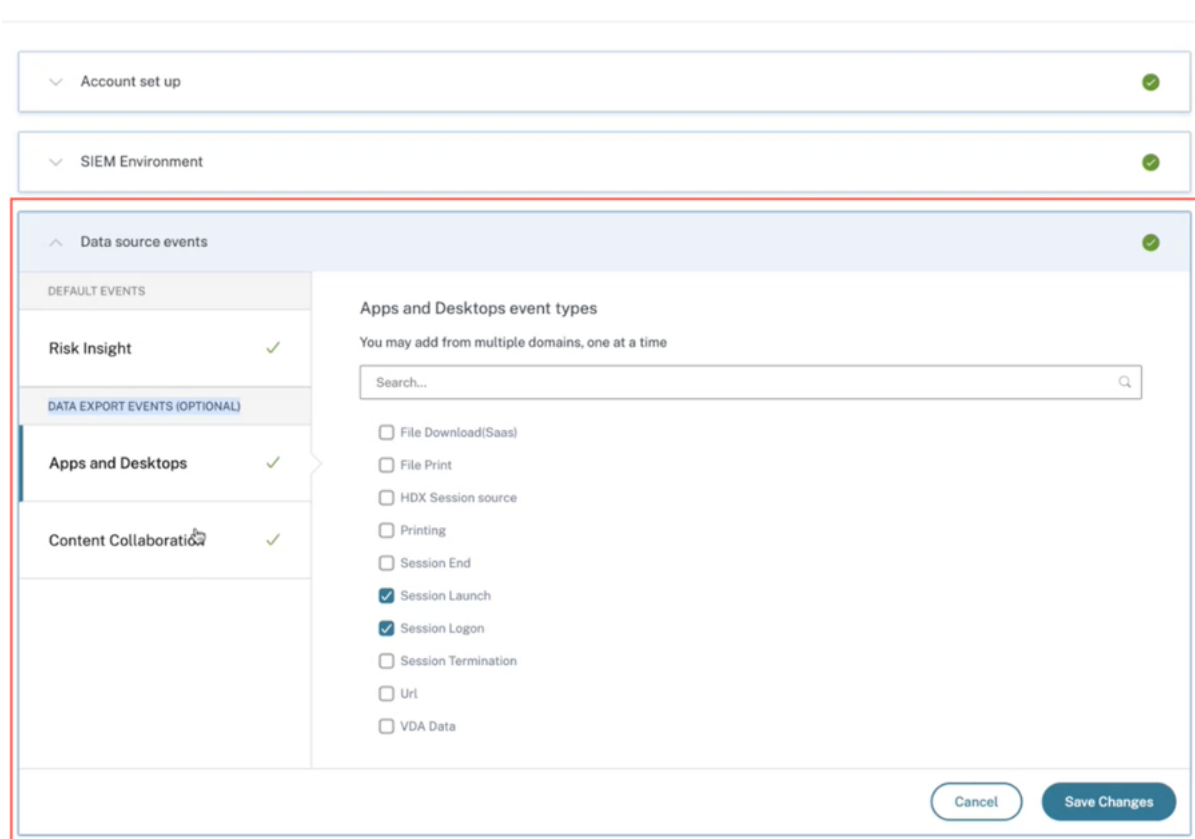 Account set up
SIEM Environment
Data source events
DEFAULT EVENTS
Risk Insight
DATA EXPORT EVENTS (OPTIONAL)
Apps and Desktops
Content Collaboration
Apps and Desktops event types
You may add from multiple domains, one at a time
Search...
File Download(Saas)
File Print
HDX Session source
Printing
Session End
Session Launch
Session Logon
Session Termination
Url
VDA Data
Cancel
Save Changes